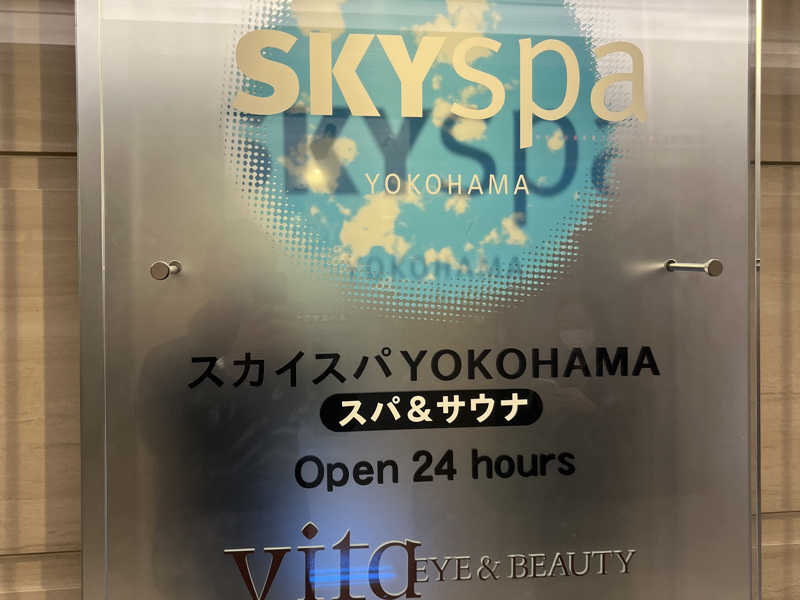 SKYspa
YOKOHAMA
スカイスパYOKOHAMA
スパ&サウナ
Open 24 hours
vita EYE & BEAUTY